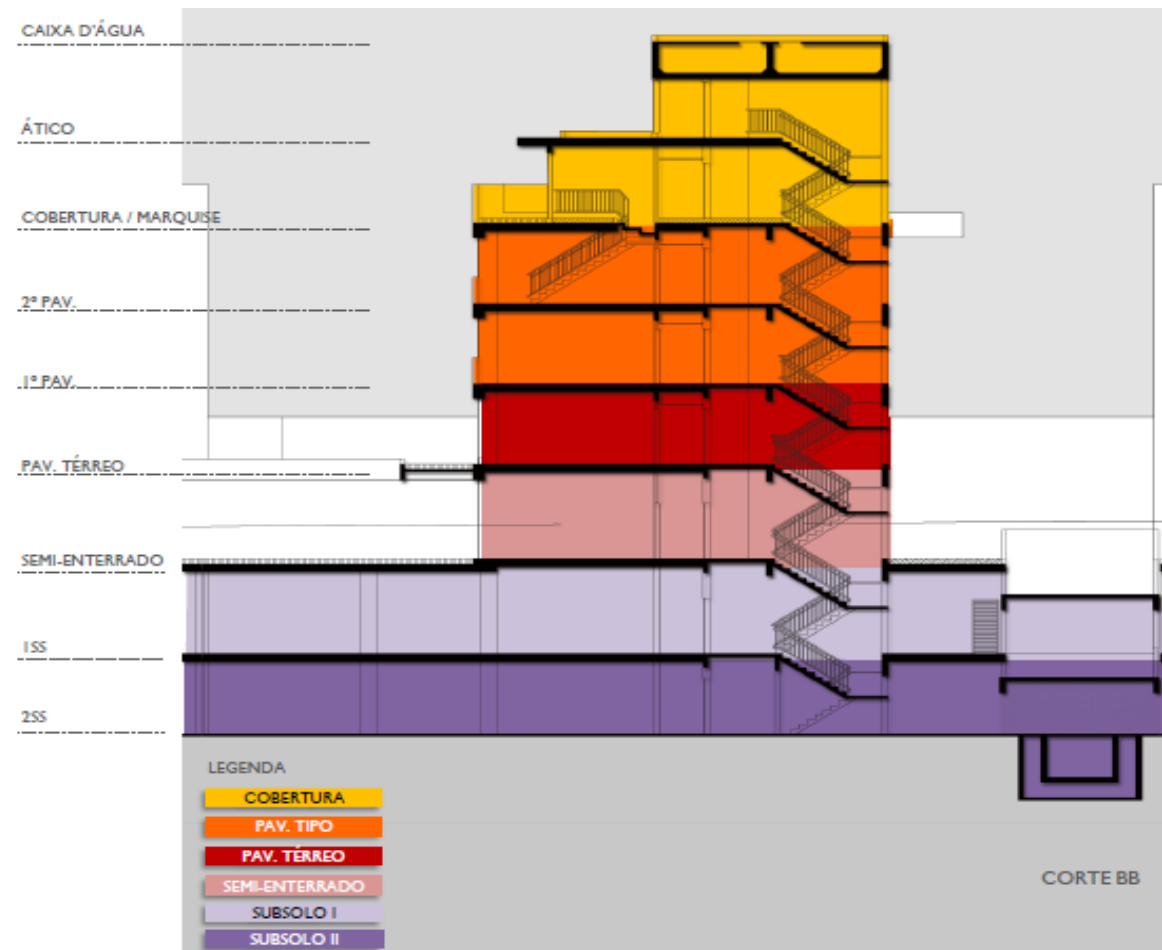 CAIXA D'ÁGUA
ÁTICO
COBERTURA / MARQUISE
2º PAV.
1º PAV.
PAV. TÉRREO
SEMI-ENTERRADO
1SS
2SS
LEGENDA
COBERTURA
PAV. TIPO
PAV. TÉRREO
SEMI-ENTERRADO
SUBSOLO I
SUBSOLO II
CORTE BB